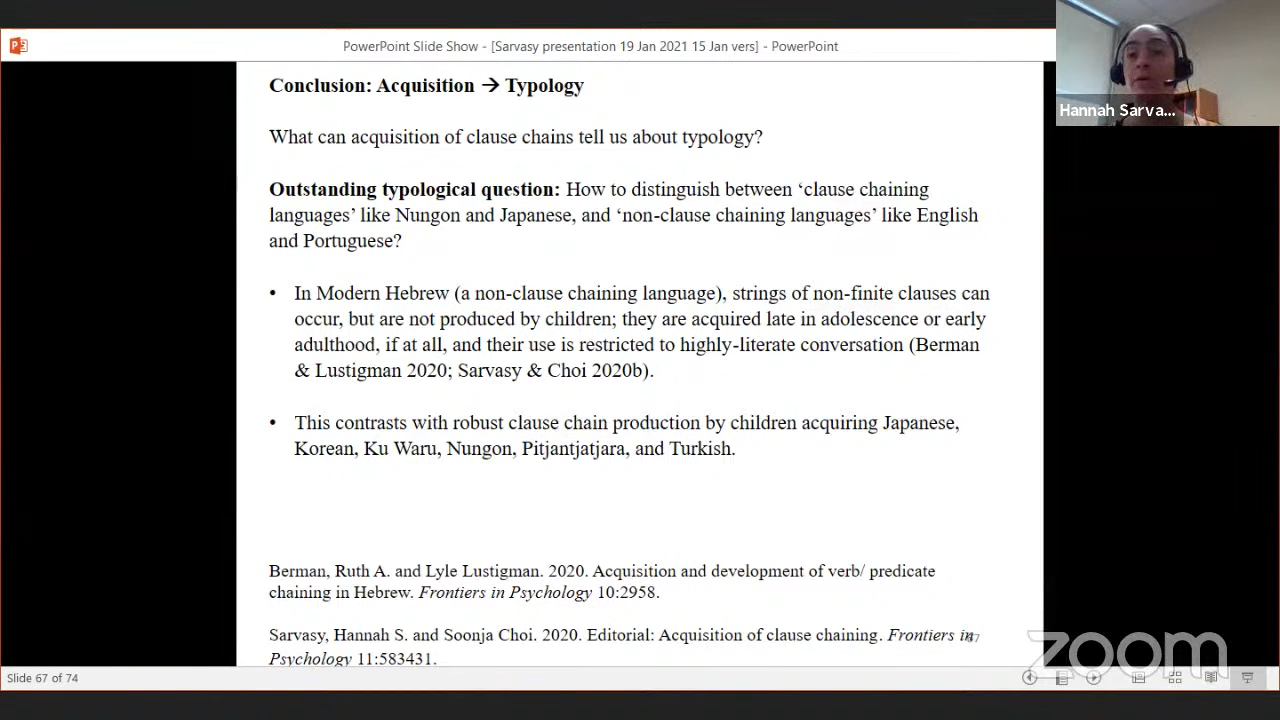 PowerPoint Slide Show - [Sarvasy presentation 19 Jan 2021 15 Jan vers] - PowerPoint
Hannah Sarva...
Conclusion: Acquisition → Typology
What can acquisition of clause chains tell us about typology?
Outstanding typological question: How to distinguish between ‘clause chaining
languages’ like Nungon and Japanese, and ‘non-clause chaining languages’ like English
and Portuguese?
• In Modern Hebrew (a non-clause chaining language), strings of non-finite clauses can
occur, but are not produced by children; they are acquired late in adolescence or early
adulthood, if at all, and their use is restricted to highly-literate conversation (Berman
& Lustigman 2020; Sarvasy & Choi 2020b).
• This contrasts with robust clause chain production by children acquiring Japanese,
Korean, Ku Waru, Nungon, Pitjantjatjara, and Turkish.
Berman, Ruth A. and Lyle Lustigman. 2020. Acquisition and development of verb/ predicate
chaining in Hebrew. Frontiers in Psychology 10:2958.
Sarvasy, Hannah S. and Soonja Choi. 2020. Editorial: Acquisition of clause chaining. Frontiers in
67
Psychology 11:583431.
zoom
Slide 67 of 74